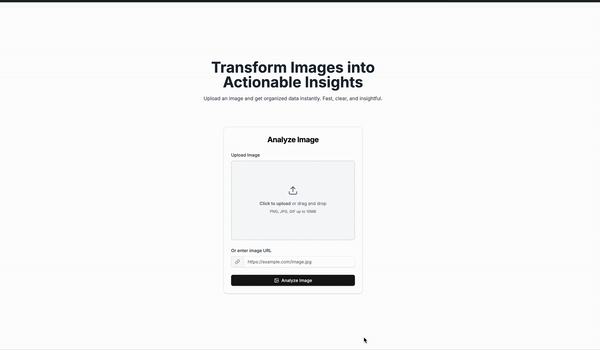 Transform Images into
Actionable Insights
Upload an image and get organized data instantly. Fast, clear, and insightful.
Analyze Image
Upload Image
Click to upload or drag and drop
PNG, JPG, GIF up to 10MB
Or enter image URL
https://example.com/image.jpg
Analyze Image